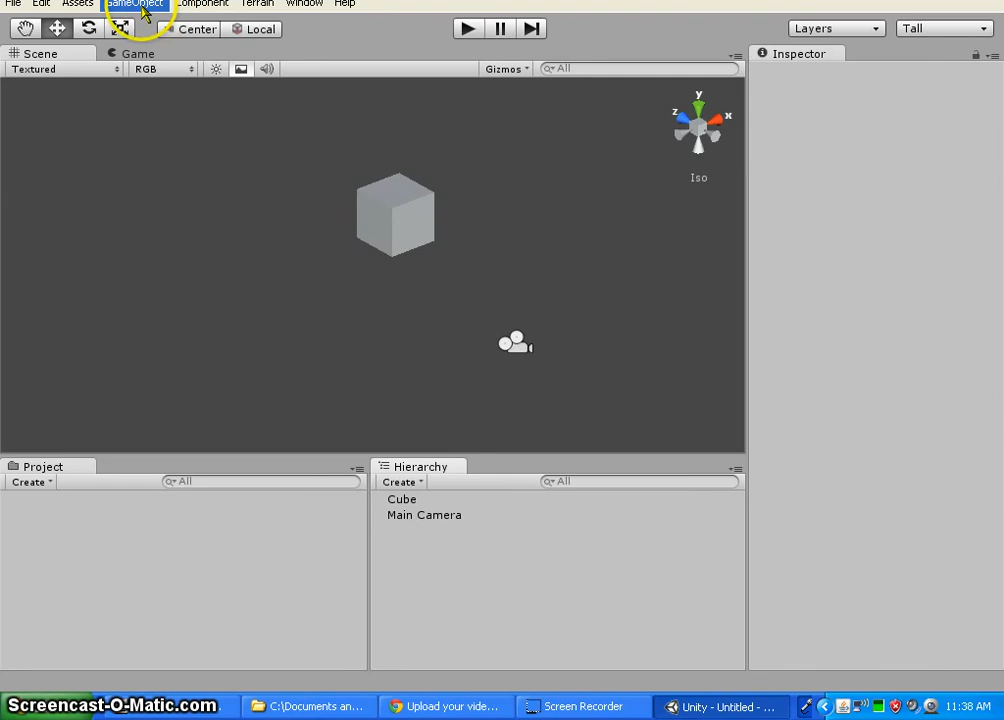 File Edit Assets GameObject Component Terrain Window Help
Center Local Layers Tall
Scene Game Inspector
Textured RGB Gizmos All
y
z x
Iso
Project Hierarchy
Create All Create All
Cube
Main Camera
Screencast-O-Matic.com C:\Documents an... Upload your vide... Screen Recorder Unity - Untitled - ... 11:38 AM